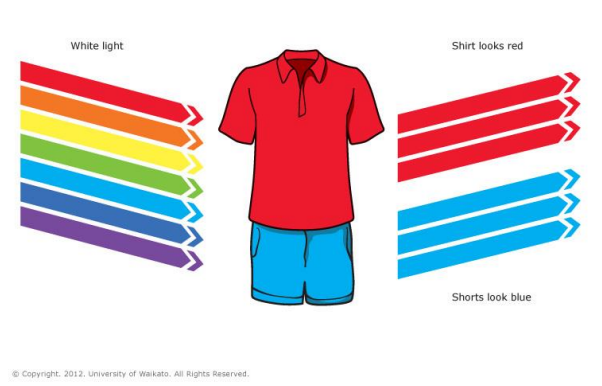 White light
Shirt looks red
Shorts look blue
© Copyright. 2012. University of Waikato. All Rights Reserved.